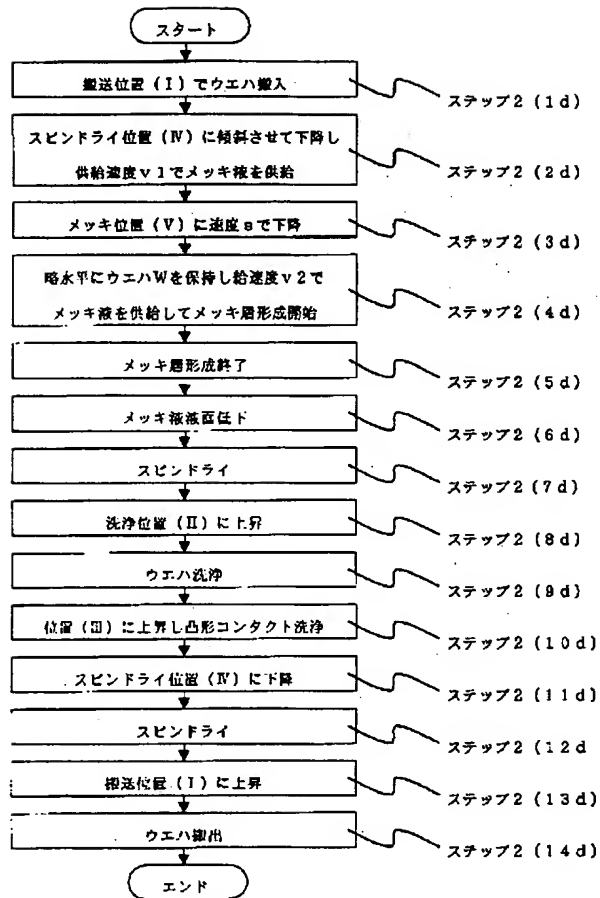 スタート
搬送位置(I)でウエハ搬入
ステップ2(1d)
スピンドライ位置(IV)に傾斜させて下降し
供給速度v1でメッキ液を供給
ステップ2(2d)
メッキ位置(V)に速度sで下降
ステップ2(3d)
略水平にウエハWを保持し給速度v2で
メッキ液を供給してメッキ層形成開始
ステップ2(4d)
メッキ層形成終了
ステップ2(5d)
メッキ液液面低下
ステップ2(6d)
スピンドライ
ステップ2(7d)
洗浄位置(II)に上昇
ステップ2(8d)
ウエハ洗浄
ステップ2(9d)
位置(III)に上昇し凸形コンタクト洗浄
ステップ2(10d)
スピンドライ位置(IV)に下降
ステップ2(11d)
スピンドライ
ステップ2(12d
搬送位置(I)に上昇
ステップ2(13d)
ウエハ搬出
ステップ2(14d)
エンド